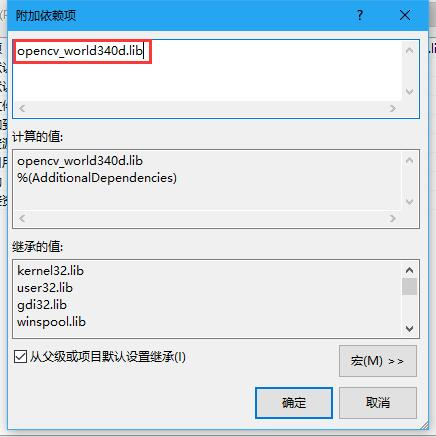 附加依赖项
?
opencv_world340d.lib
计算的值:
opencv_world340d.lib
%(AdditionalDependencies)
继承的值:
kernel32.lib
user32.lib
gdi32.lib
winspool.lib
从父级或项目默认设置继承(I)
宏(M) >>
确定
取消